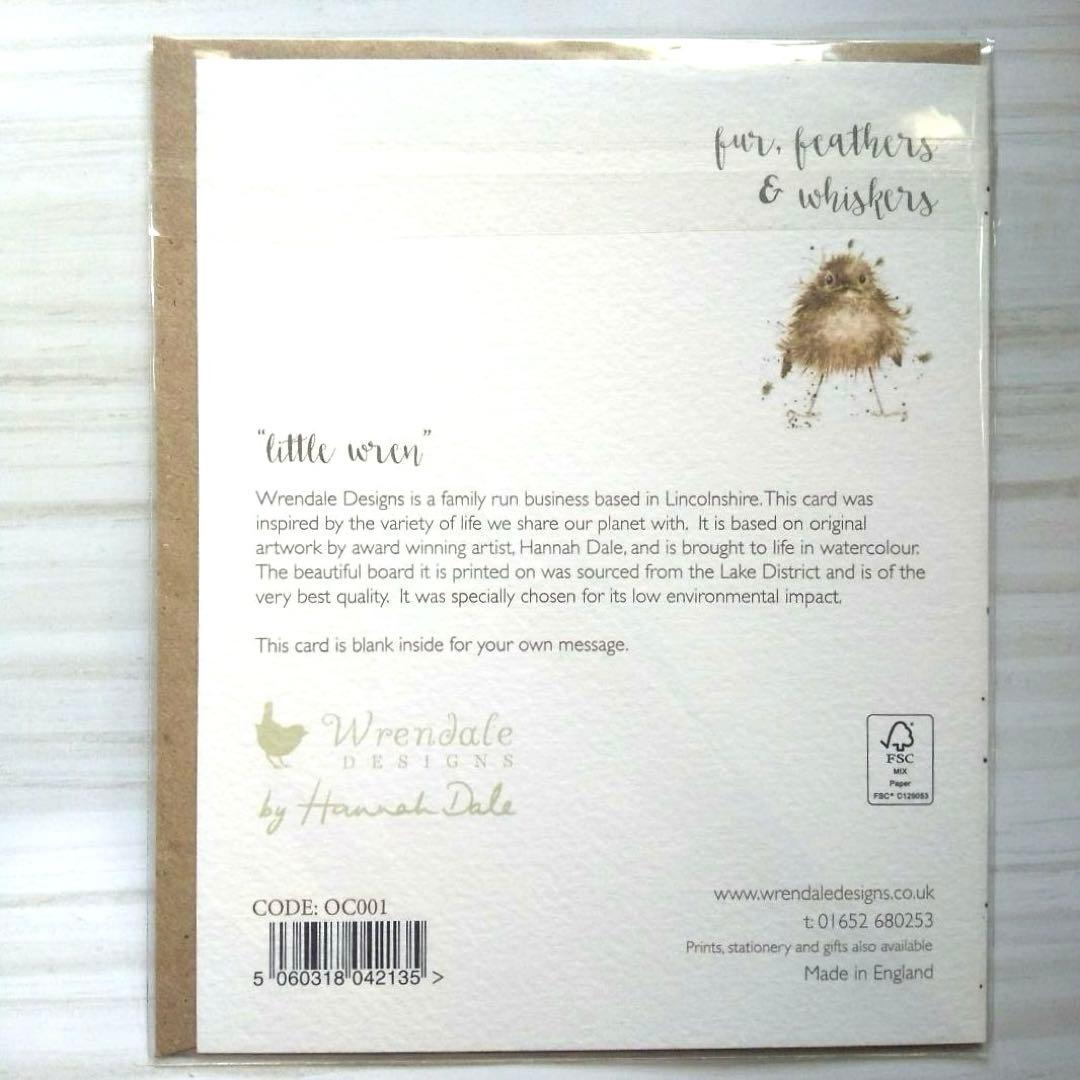 fur, feathers
& whiskers
"little wren"
Wrendale Designs is a family run business based in Lincolnshire. This card was
inspired by the variety of life we share our planet with. It is based on original
artwork by award winning artist, Hannah Dale, and is brought to life in watercolour.
The beautiful board it is printed on was sourced from the Lake District and is of the
very best quality. It was specially chosen for its low environmental impact.
This card is blank inside for your own message.
Wrendale
DESIGNS
by Hannah Dale
FSC
MIX
Paper
FSC® C129053
CODE: OC001
5 060318 042135 >
www.wrendaledesigns.co.uk
t: 01652 680253
Prints, stationery and gifts also available
Made in England